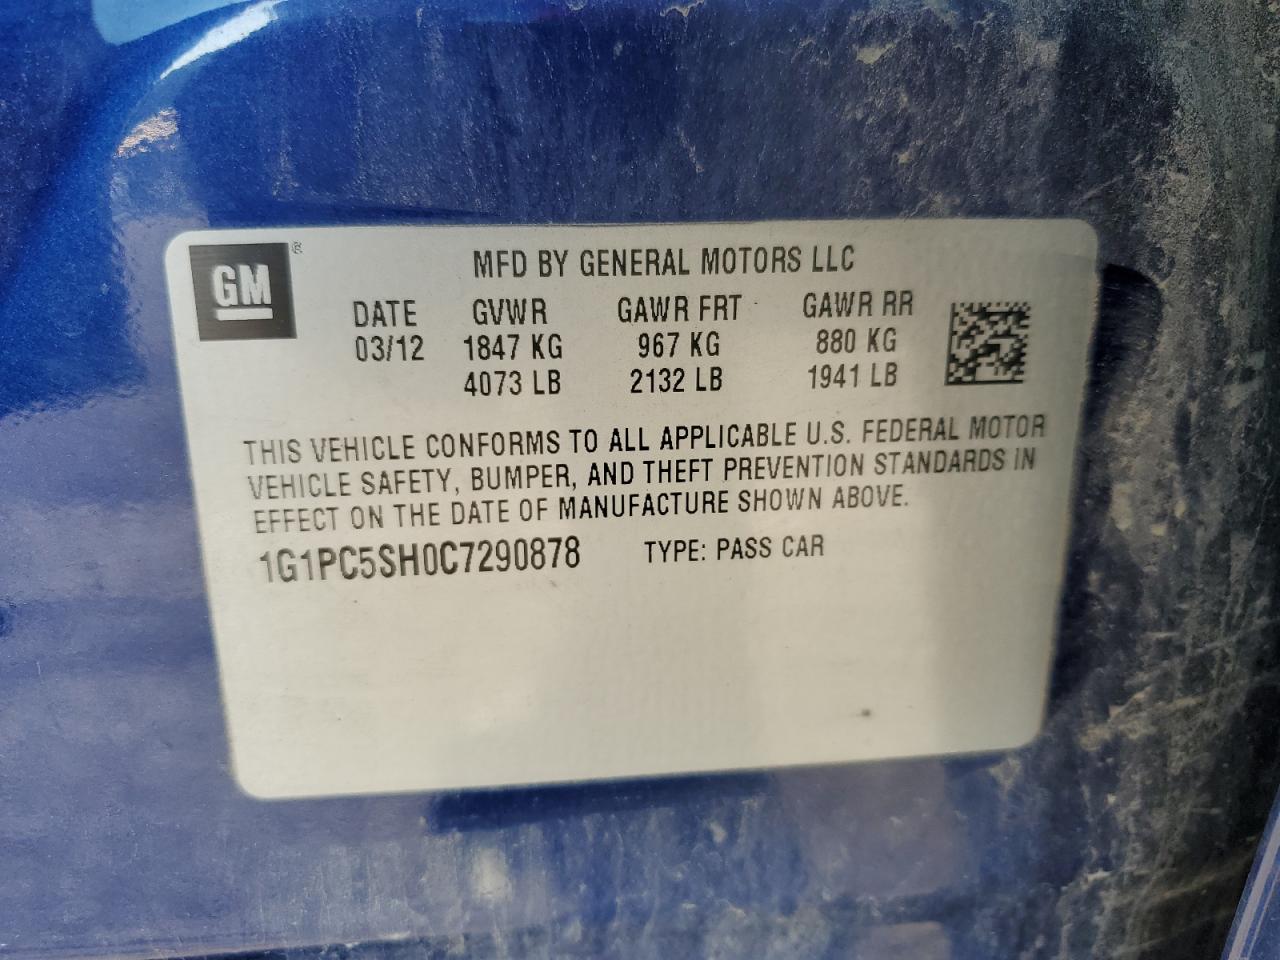 GM ®
MFD BY GENERAL MOTORS LLC
DATE GVWR GAWR FRT GAWR RR
03/12 1847 KG 967 KG 880 KG
4073 LB 2132 LB 1941 LB
THIS VEHICLE CONFORMS TO ALL APPLICABLE U.S. FEDERAL MOTOR
VEHICLE SAFETY, BUMPER, AND THEFT PREVENTION STANDARDS IN
EFFECT ON THE DATE OF MANUFACTURE SHOWN ABOVE.
1G1PC5SH0C7290878 TYPE: PASS CAR